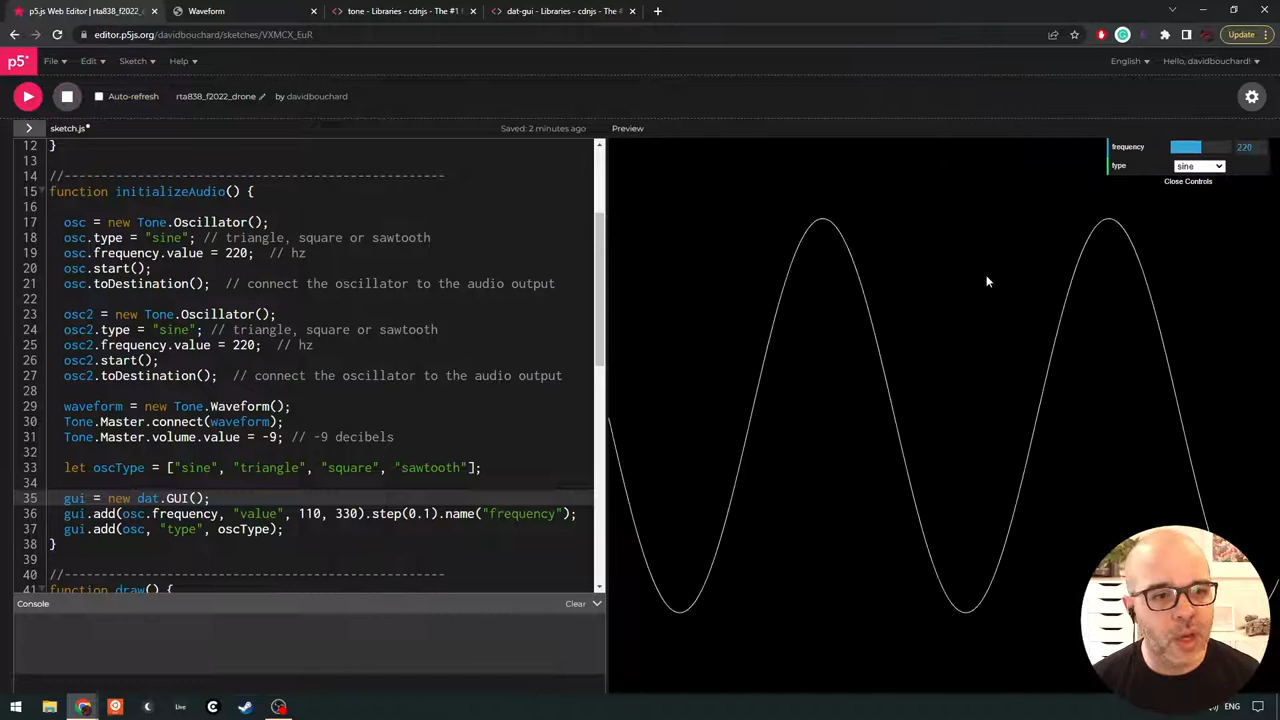 p5.js Web Editor | rta838_f2022_d
Waveform
tone - Libraries - cdnjs - The #1
dat-gui - Libraries - cdnjs - The #
editor.p5js.org/davidbouchard/sketches/VXMCX_EuR
Update
p5*
File
Edit
Sketch
Help
English
Hello, davidbouchard!
Auto-refresh
rta838_f2022_drone
by davidbouchard
sketch.js
Saved: 2 minutes ago
Preview
12 }
13
14 //-----------------------------------------------
15 function initializeAudio() {
16
17 osc = new Tone.Oscillator();
18 osc.type = "sine"; // triangle, square or sawtooth
19 osc.frequency.value = 220; // hz
20 osc.start();
21 osc.toDestination(); // connect the oscillator to the audio output
22
23 osc2 = new Tone.Oscillator();
24 osc2.type = "sine"; // triangle, square or sawtooth
25 osc2.frequency.value = 220; // hz
26 osc2.start();
27 osc2.toDestination(); // connect the oscillator to the audio output
28
29 waveform = new Tone.Waveform();
30 Tone.Master.connect(waveform);
31 Tone.Master.volume.value = -9; // -9 decibels
32
33 let oscType = ["sine", "triangle", "square", "sawtooth"];
34
35 gui = new dat.GUI();
36 gui.add(osc.frequency, "value", 110, 330).step(0.1).name("frequency");
37 gui.add(osc, "type", oscType);
38 }
39
40 //-----------------------------------------------
41 function draw() {
frequency 220
type sine
Close Controls
Console
Clear
Live
ENG